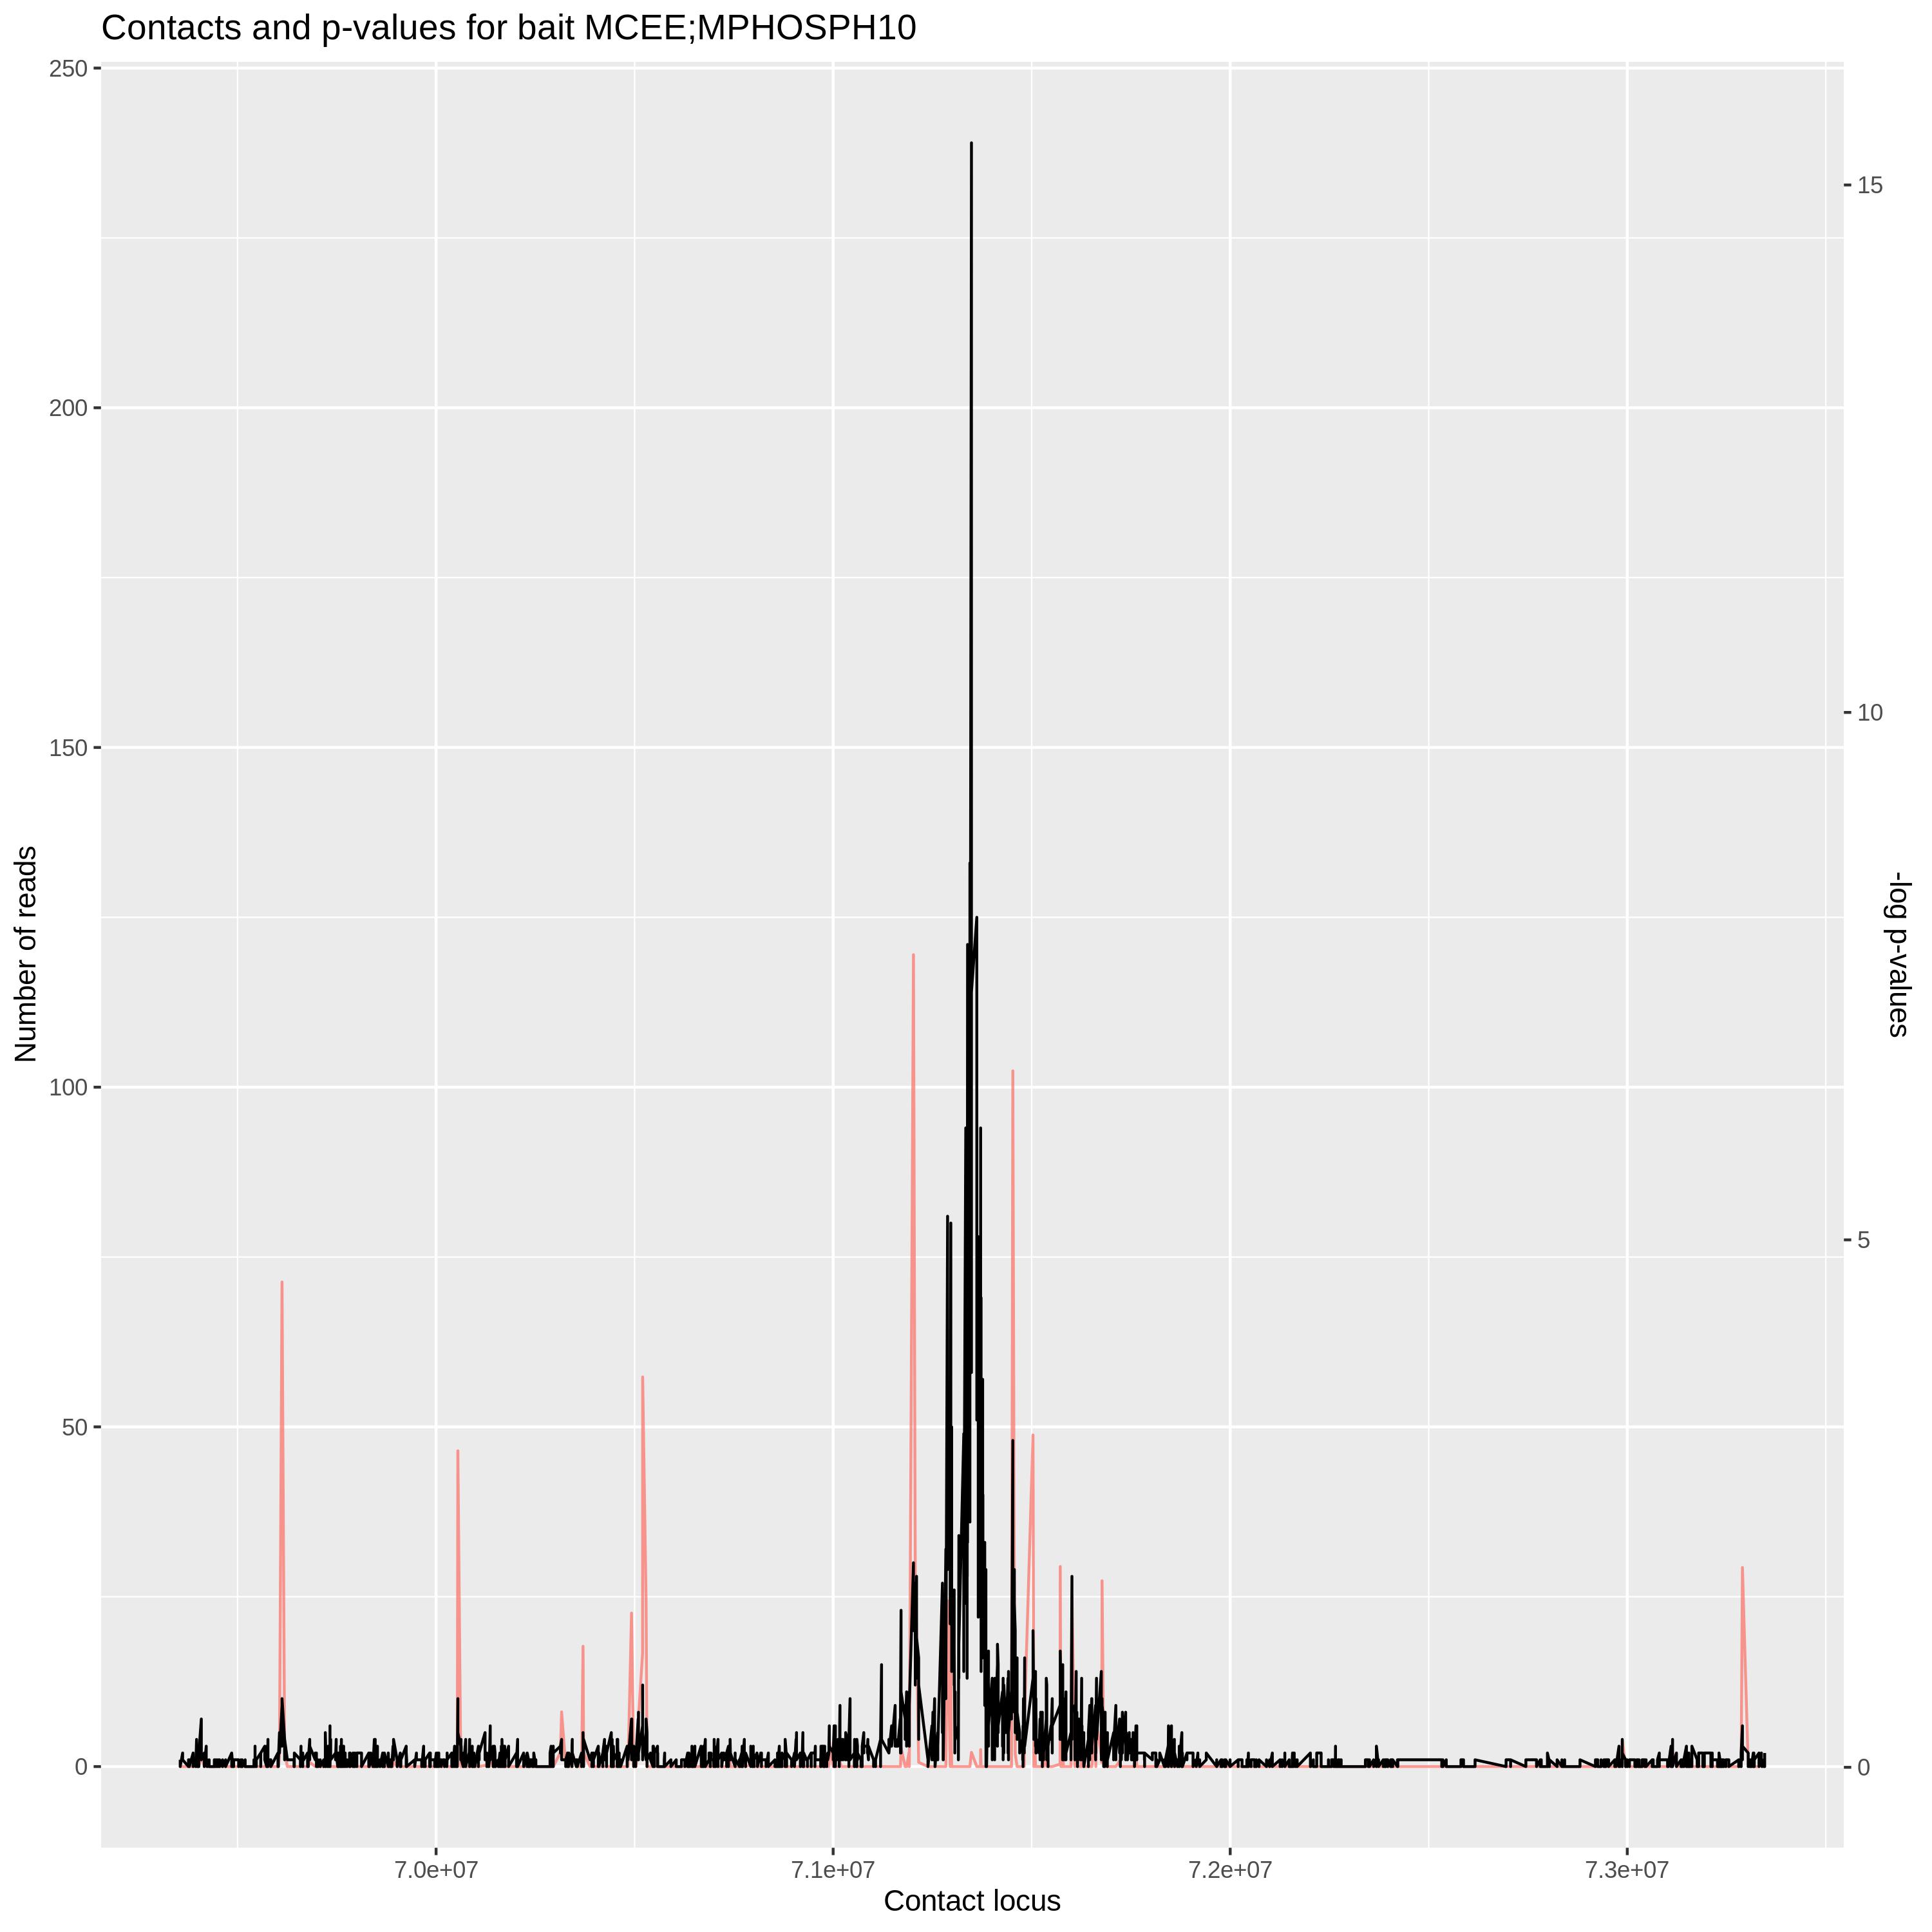 Contacts and p-values for bait MCEE;MPHOSPH10
250
200
150
100
50
0
Number of reads
15
10
5
0
-log p-values
7.0e+07 7.1e+07 7.2e+07 7.3e+07
Contact locus